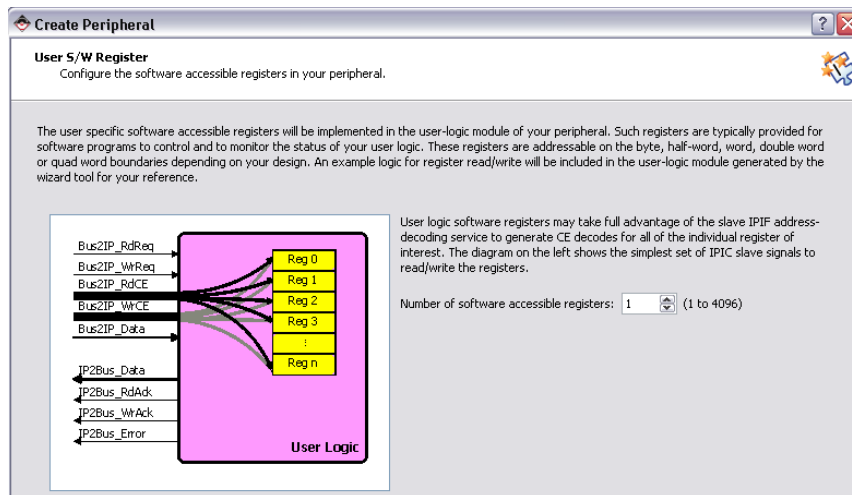 Create Peripheral
?
User S/W Register
Configure the software accessible registers in your peripheral.
The user specific software accessible registers will be implemented in the user-logic module of your peripheral. Such registers are typically provided for
software programs to control and to monitor the status of your user logic. These registers are addressable on the byte, half-word, word, double word
or quad word boundaries depending on your design. An example logic for register read/write will be included in the user-logic module generated by the
wizard tool for your reference.
Bus2IP_RdReq
Bus2IP_WrReq
Bus2IP_RdCE
Bus2IP_WrCE
Bus2IP_Data
IP2Bus_Data
IP2Bus_RdAck
IP2Bus_WrAck
IP2Bus_Error
Reg 0
Reg 1
Reg 2
Reg 3
:
Reg n
User Logic
User logic software registers may take full advantage of the slave IPIF address-
decoding service to generate CE decodes for all of the individual register of
interest. The diagram on the left shows the simplest set of IPIC slave signals to
read/write the registers.
Number of software accessible registers: 1 (1 to 4096)